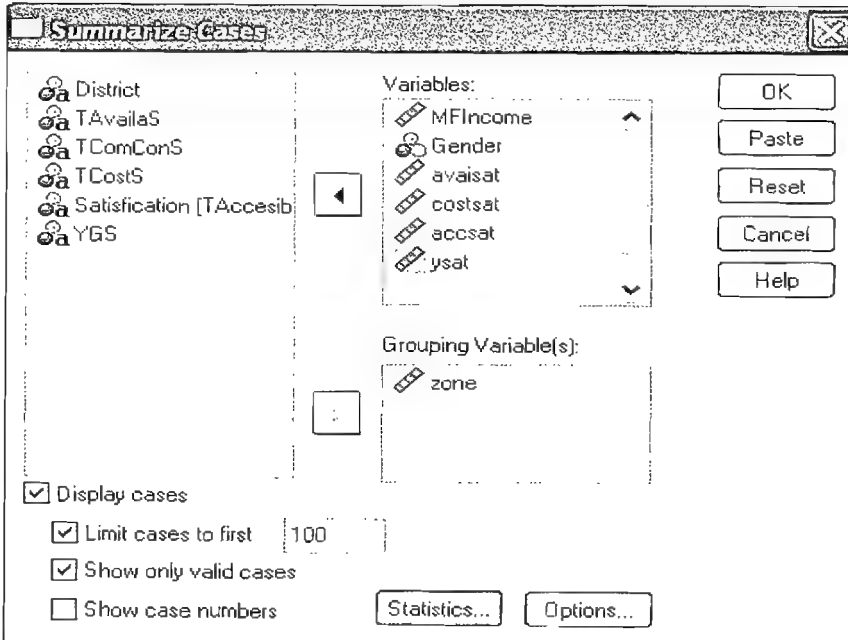 Summarize Cases
District
TAvailaS
TComConS
TCostS
Satisfication [TAccesib
YGS
Variables:
MFIncome
Gender
avaisat
costsat
accsat
ysat
Grouping Variable(s):
zone
OK
Paste
Reset
Cancel
Help
Display cases
Limit cases to first 100
Show only valid cases
Show case numbers
Statistics...
Options...